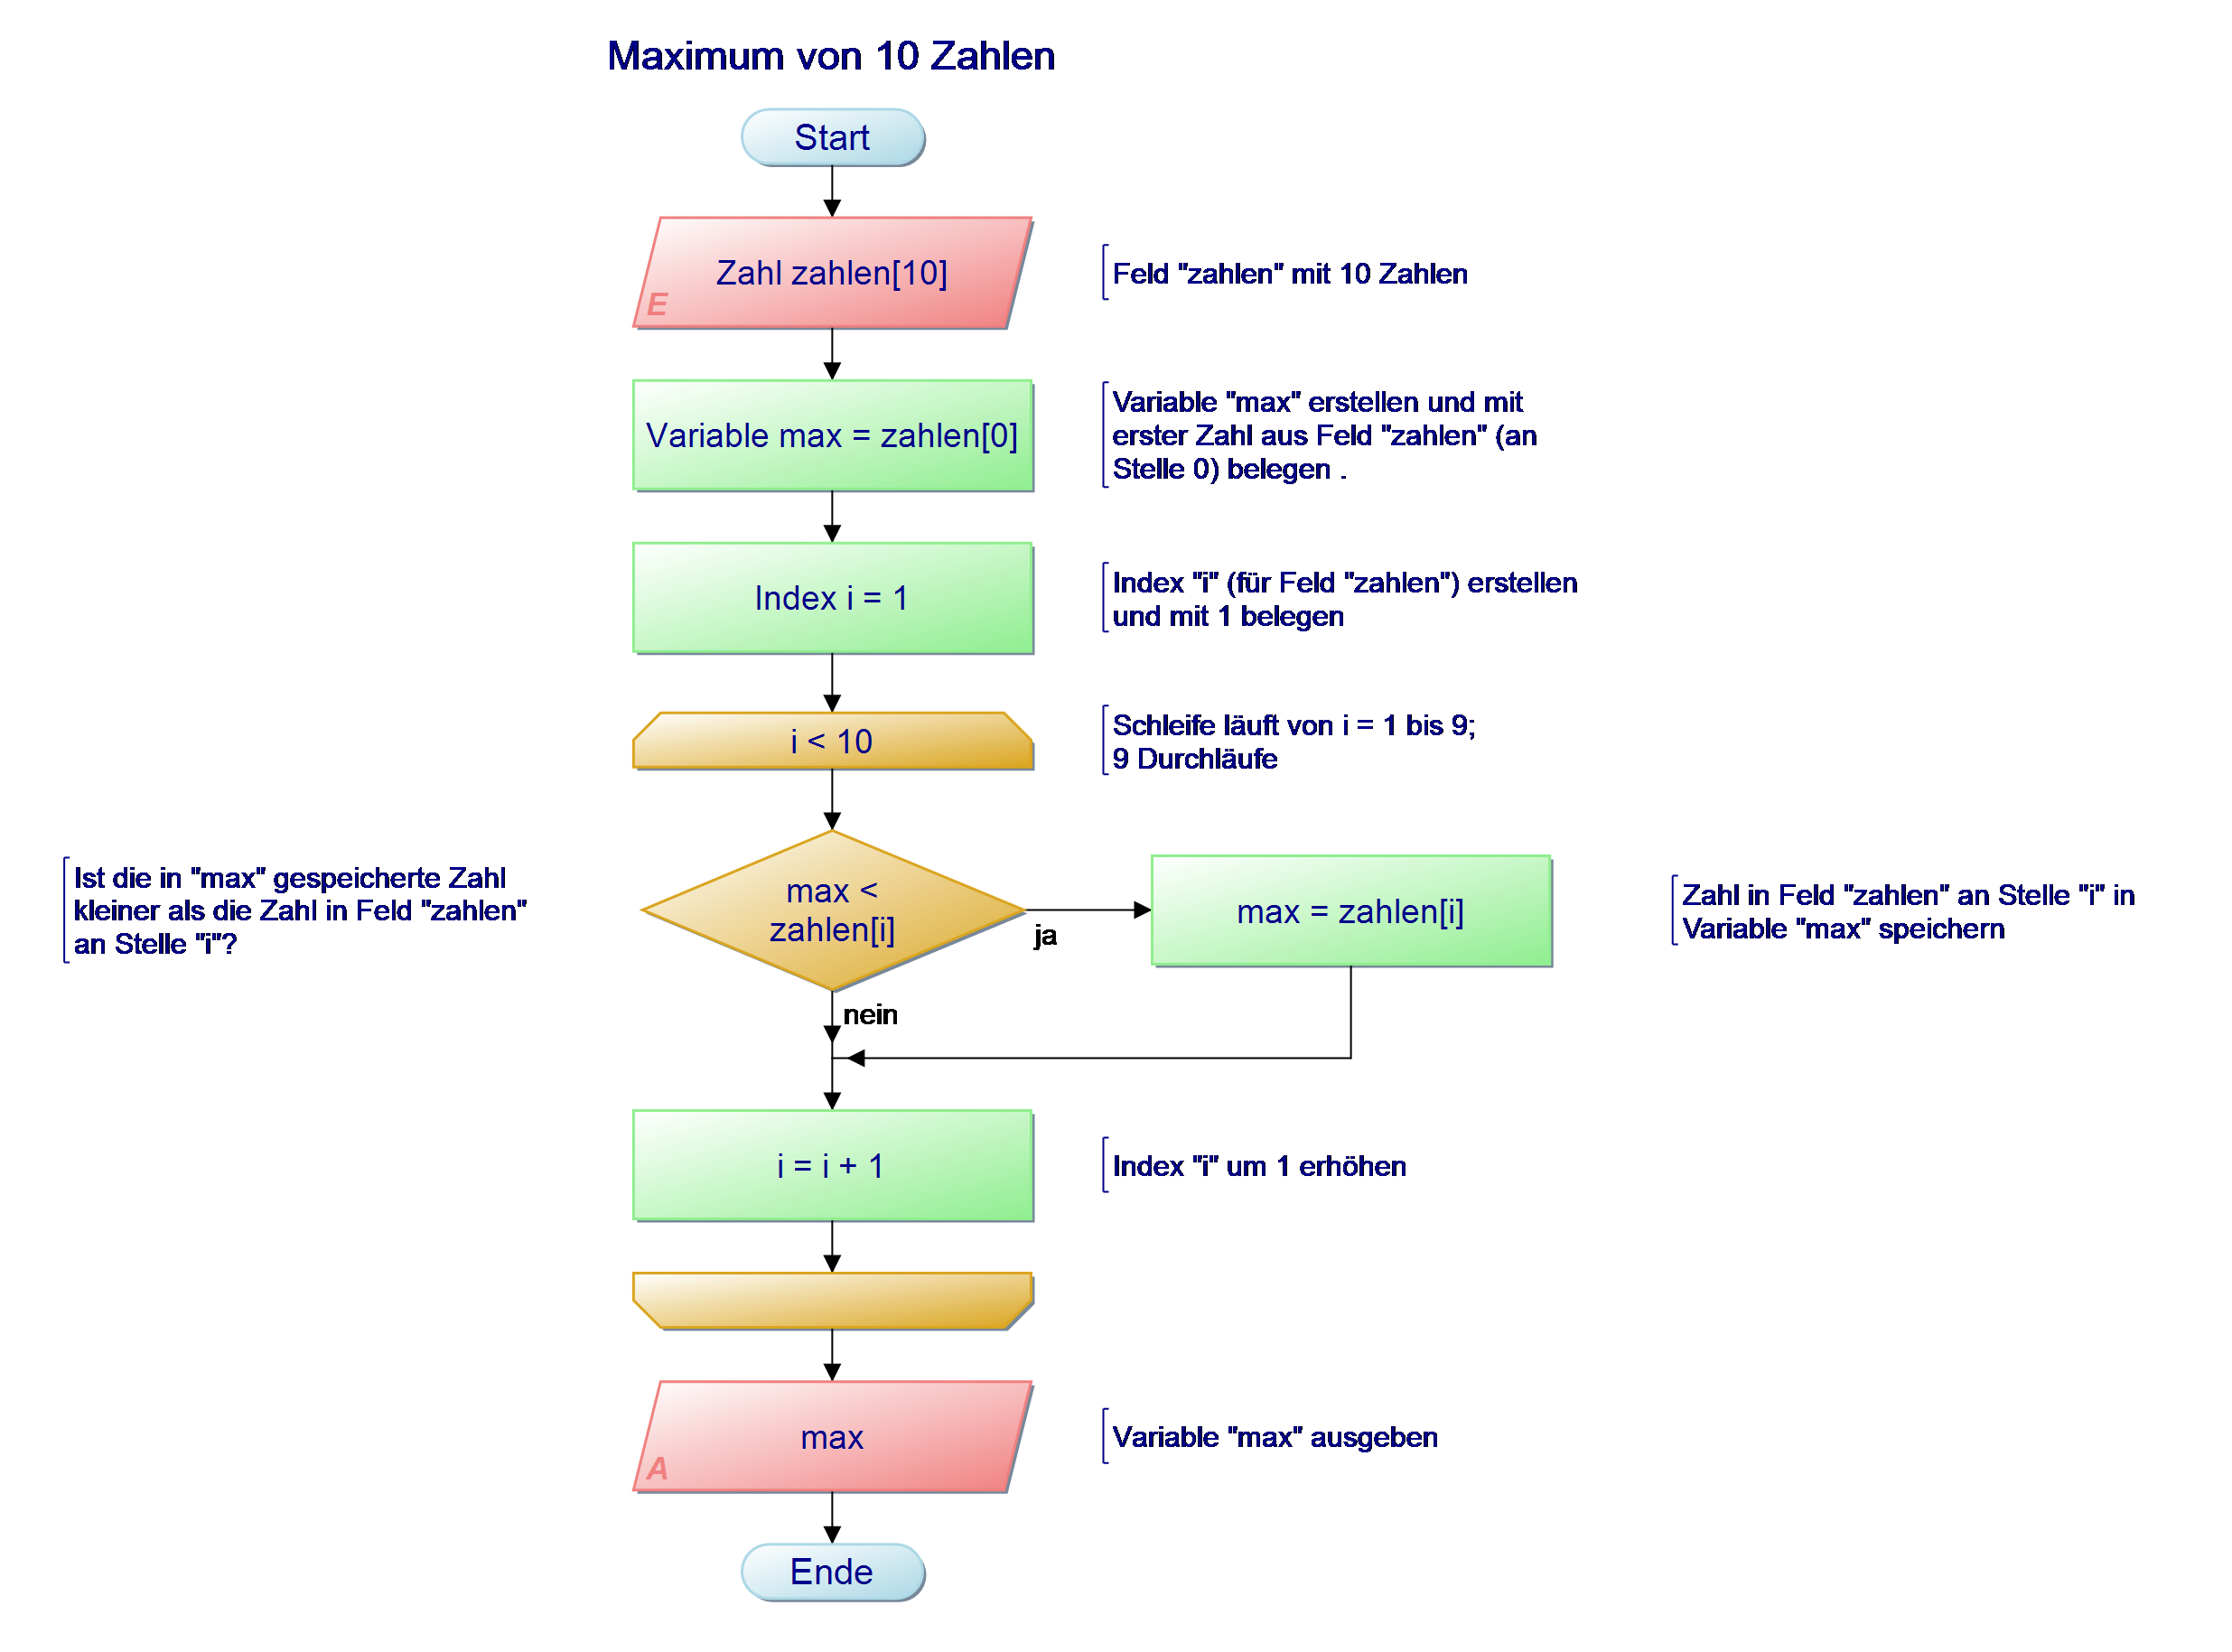 Maximum von 10 Zahlen
Start
Zahl zahlen[10]
E
Feld "zahlen" mit 10 Zahlen
Variable max = zahlen[0]
Variable "max" erstellen und mit
erster Zahl aus Feld "zahlen" (an
Stelle 0) belegen .
Index i = 1
Index "i" (für Feld "zahlen") erstellen
und mit 1 belegen
i < 10
Schleife läuft von i = 1 bis 9;
9 Durchläufe
Ist die in "max" gespeicherte Zahl
kleiner als die Zahl in Feld "zahlen"
an Stelle "i"?
max <
zahlen[i]
ja
nein
max = zahlen[i]
Zahl in Feld "zahlen" an Stelle "i" in
Variable "max" speichern
i = i + 1
Index "i" um 1 erhöhen
max
A
Variable "max" ausgeben
Ende